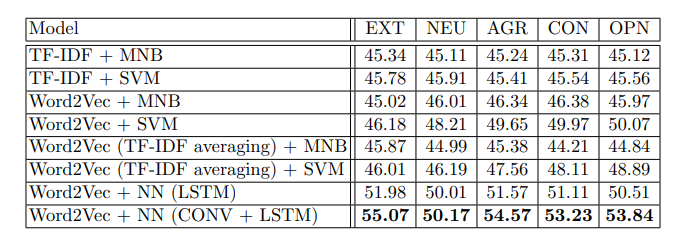 Model EXT NEU AGR CON OPN
TF-IDF + MNB 45.34 45.11 45.24 45.31 45.12
TF-IDF + SVM 45.78 45.91 45.41 45.54 45.56
Word2Vec + MNB 45.02 46.01 46.34 46.38 45.97
Word2Vec + SVM 46.18 48.21 49.65 49.97 50.07
Word2Vec (TF-IDF averaging) + MNB 45.87 44.99 45.38 44.21 44.84
Word2Vec (TF-IDF averaging) + SVM 46.01 46.19 47.56 48.11 48.89
Word2Vec + NN (LSTM) 51.98 50.01 51.57 51.11 50.51
Word2Vec + NN (CONV + LSTM) 55.07 50.17 54.57 53.23 53.84